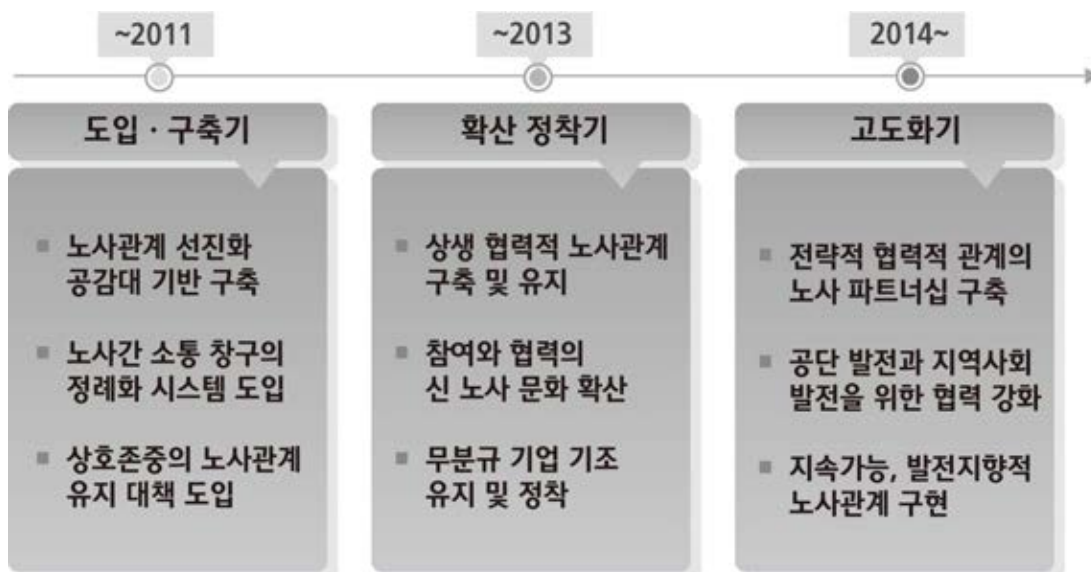 ~2011
~2013
2014~
도입 · 구축기
노사관계 선진화
공감대 기반 구축
노사간 소통 창구의
정례화 시스템 도입
상호존중의 노사관계
유지 대책 도입
확산 정착기
상생 협력적 노사관계
구축 및 유지
참여와 협력의
신 노사 문화 확산
무분규 기업 기조
유지 및 정착
고도화기
전략적 협력적 관계의
노사 파트너십 구축
공단 발전과 지역사회
발전을 위한 협력 강화
지속가능, 발전지향적
노사관계 구현